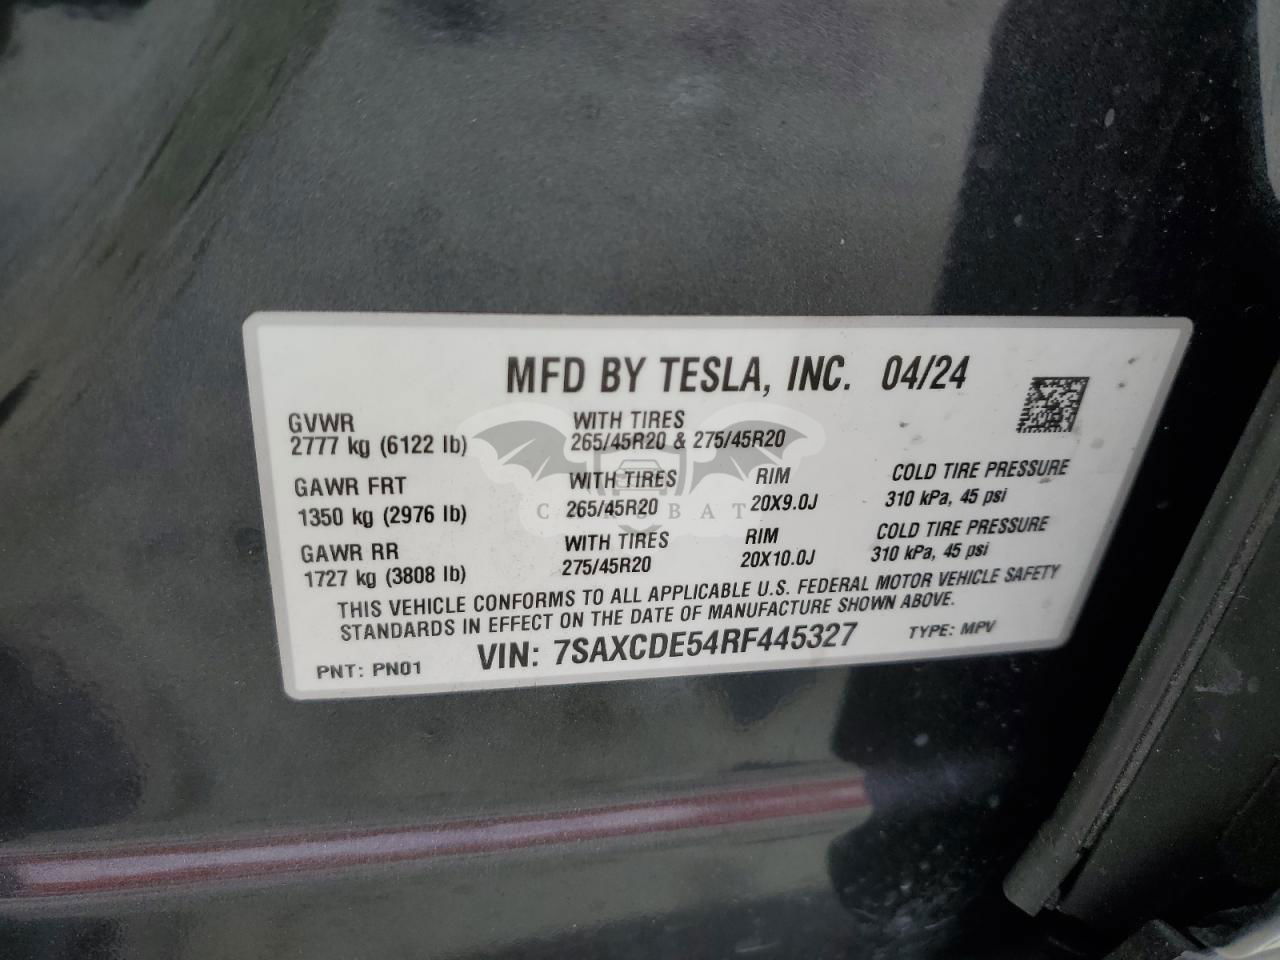 MFD BY TESLA, INC. 04/24
GVWR WITH TIRES
2777 kg (6122 lb) 265/45R20 & 275/45R20
GAWR FRT WITH TIRES RIM COLD TIRE PRESSURE
1350 kg (2976 lb) 265/45R20 20X9.0J 310 kPa, 45 psi
CARSBAT
GAWR RR WITH TIRES RIM COLD TIRE PRESSURE
1727 kg (3808 lb) 275/45R20 20X10.0J 310 kPa, 45 psi
THIS VEHICLE CONFORMS TO ALL APPLICABLE U.S. FEDERAL MOTOR VEHICLE SAFETY
STANDARDS IN EFFECT ON THE DATE OF MANUFACTURE SHOWN ABOVE.
PNT: PN01 VIN: 7SAXCDE54RF445327 TYPE: MPV